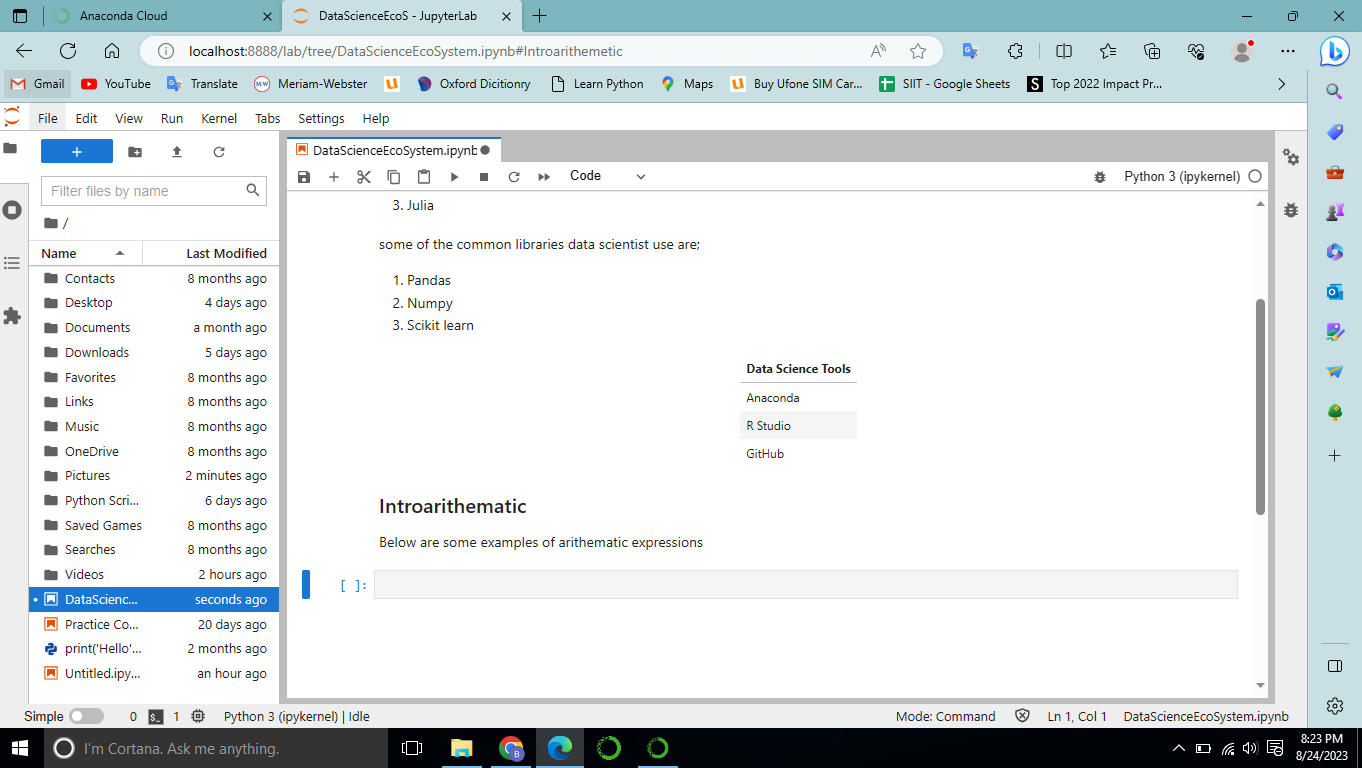 Anaconda Cloud
DataScienceEcoS - JupyterLab
localhost:8888/lab/tree/DataScienceEcoSystem.ipynb#Introarithemetic
Gmail YouTube Translate Meriam-Webster Oxford Dicitionry Learn Python Maps Buy Ufone SIM Car... SIIT - Google Sheets Top 2022 Impact Pr...
File Edit View Run Kernel Tabs Settings Help
Filter files by name
/
Name Last Modified
Contacts 8 months ago
Desktop 4 days ago
Documents a month ago
Downloads 5 days ago
Favorites 8 months ago
Links 8 months ago
Music 8 months ago
OneDrive 8 months ago
Pictures 2 minutes ago
Python Scri... 6 days ago
Saved Games 8 months ago
Searches 8 months ago
Videos 2 hours ago
DataScienc... seconds ago
Practice Co... 20 days ago
print('Hello'... 2 months ago
Untitled.ipy... an hour ago
DataScienceEcoSystem.ipynb
Code
Python 3 (ipykernel)
3. Julia
some of the common libraries data scientist use are;
1. Pandas
2. Numpy
3. Scikit learn
Data Science Tools
Anaconda
R Studio
GitHub
Introarithematic
Below are some examples of arithematic expressions
[ ]:
Simple 0 1 Python 3 (ipykernel) | Idle
Mode: Command Ln 1, Col 1 DataScienceEcoSystem.ipynb
I'm Cortana. Ask me anything.
8:23 PM
8/24/2023